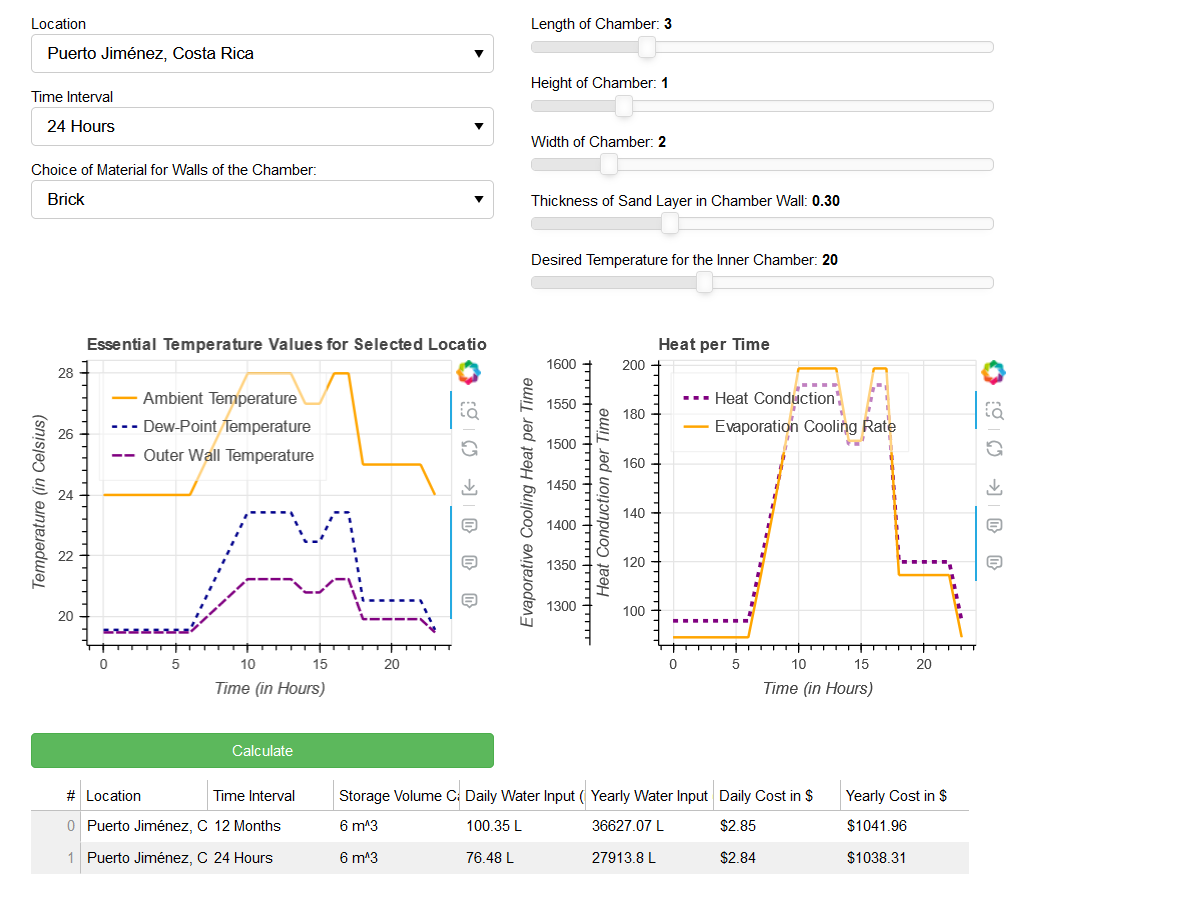 Location
Puerto Jiménez, Costa Rica
Time Interval
24 Hours
Choice of Material for Walls of the Chamber:
Brick
Length of Chamber: 3
Height of Chamber: 1
Width of Chamber: 2
Thickness of Sand Layer in Chamber Wall: 0.30
Desired Temperature for the Inner Chamber: 20
Essential Temperature Values for Selected Locatio
Temperature (in Celsius)
28
26
24
22
20
Ambient Temperature
Dew-Point Temperature
Outer Wall Temperature
0 5 10 15 20
Time (in Hours)
Heat per Time
Evaporative Cooling Heat per Time
1600
1550
1500
1450
1400
1350
1300
Heat Conduction per Time
200
180
160
140
120
100
Heat Conduction
Evaporation Cooling Rate
0 5 10 15 20
Time (in Hours)
Calculate
# Location Time Interval Storage Volume Ca Daily Water Input ( Yearly Water Input Daily Cost in $ Yearly Cost in $
0 Puerto Jiménez, C 12 Months 6 m^3 100.35 L 36627.07 L $2.85 $1041.96
1 Puerto Jiménez, C 24 Hours 6 m^3 76.48 L 27913.8 L $2.84 $1038.31